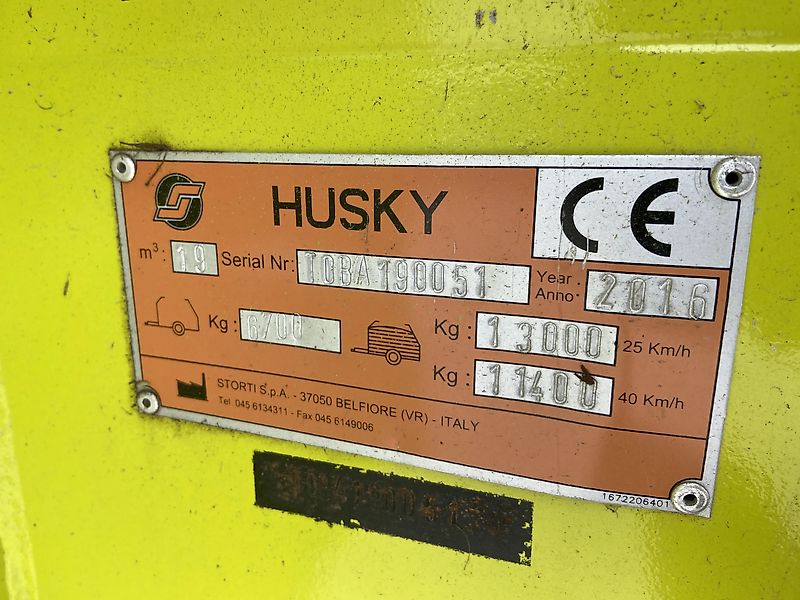 HUSKY
CE
m³: 19 Serial Nr: TOBA190051 Year Anno: 2016
Kg: 6700 Kg: 13000 25 Km/h
Kg: 11400 40 Km/h
STORTI S.p.A. - 37050 BELFIORE (VR) - ITALY
Tel. 045 6134311 - Fax 045 6149006
1672206401